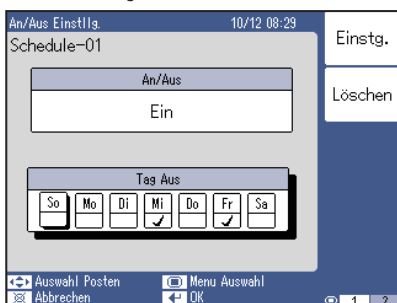 An/Aus Einstllg. 10/12 08:29
Schedule-01
Einstg.
Löschen
An/Aus
Ein
Tag Aus
So Mo Di Mi Do Fr Sa
Auswahl Posten Menu Auswahl
Abbrechen OK
1 2